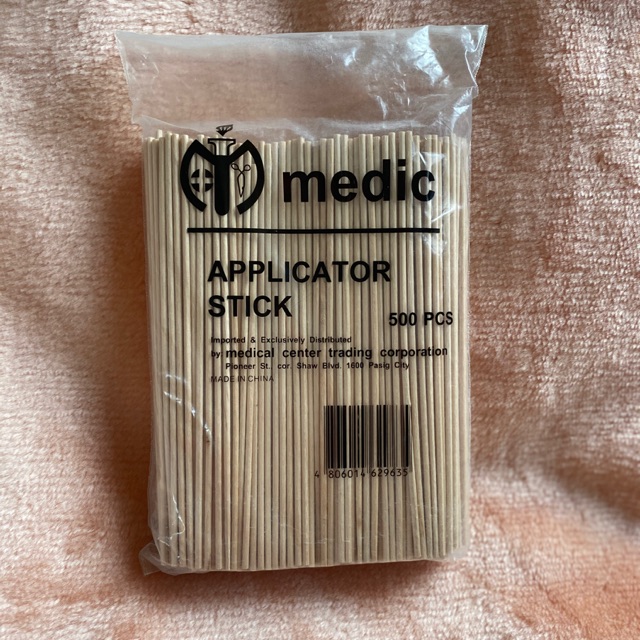 medic
APPLICATOR
STICK
500 PCS
Imported & Exclusively Distributed
by medical center trading corporation
Pioneer St., cor. Shaw Blvd. 1600 Pasig City
MADE IN CHINA
4 806014 629635